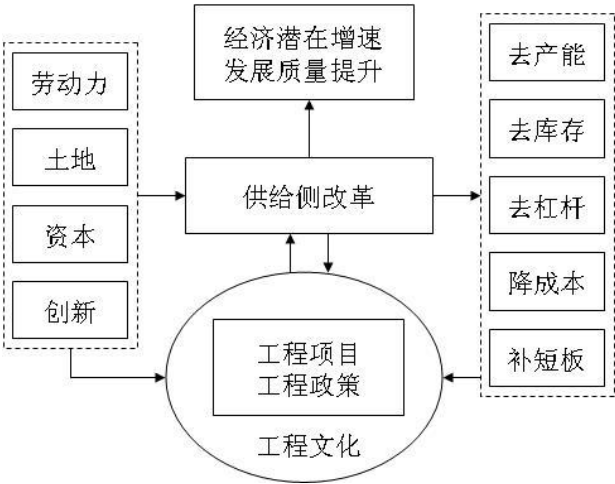 经济潜在增速
发展质量提升
劳动力
土地
资本
创新
供给侧改革
去产能
去库存
去杠杆
降成本
补短板
工程项目
工程政策
工程文化